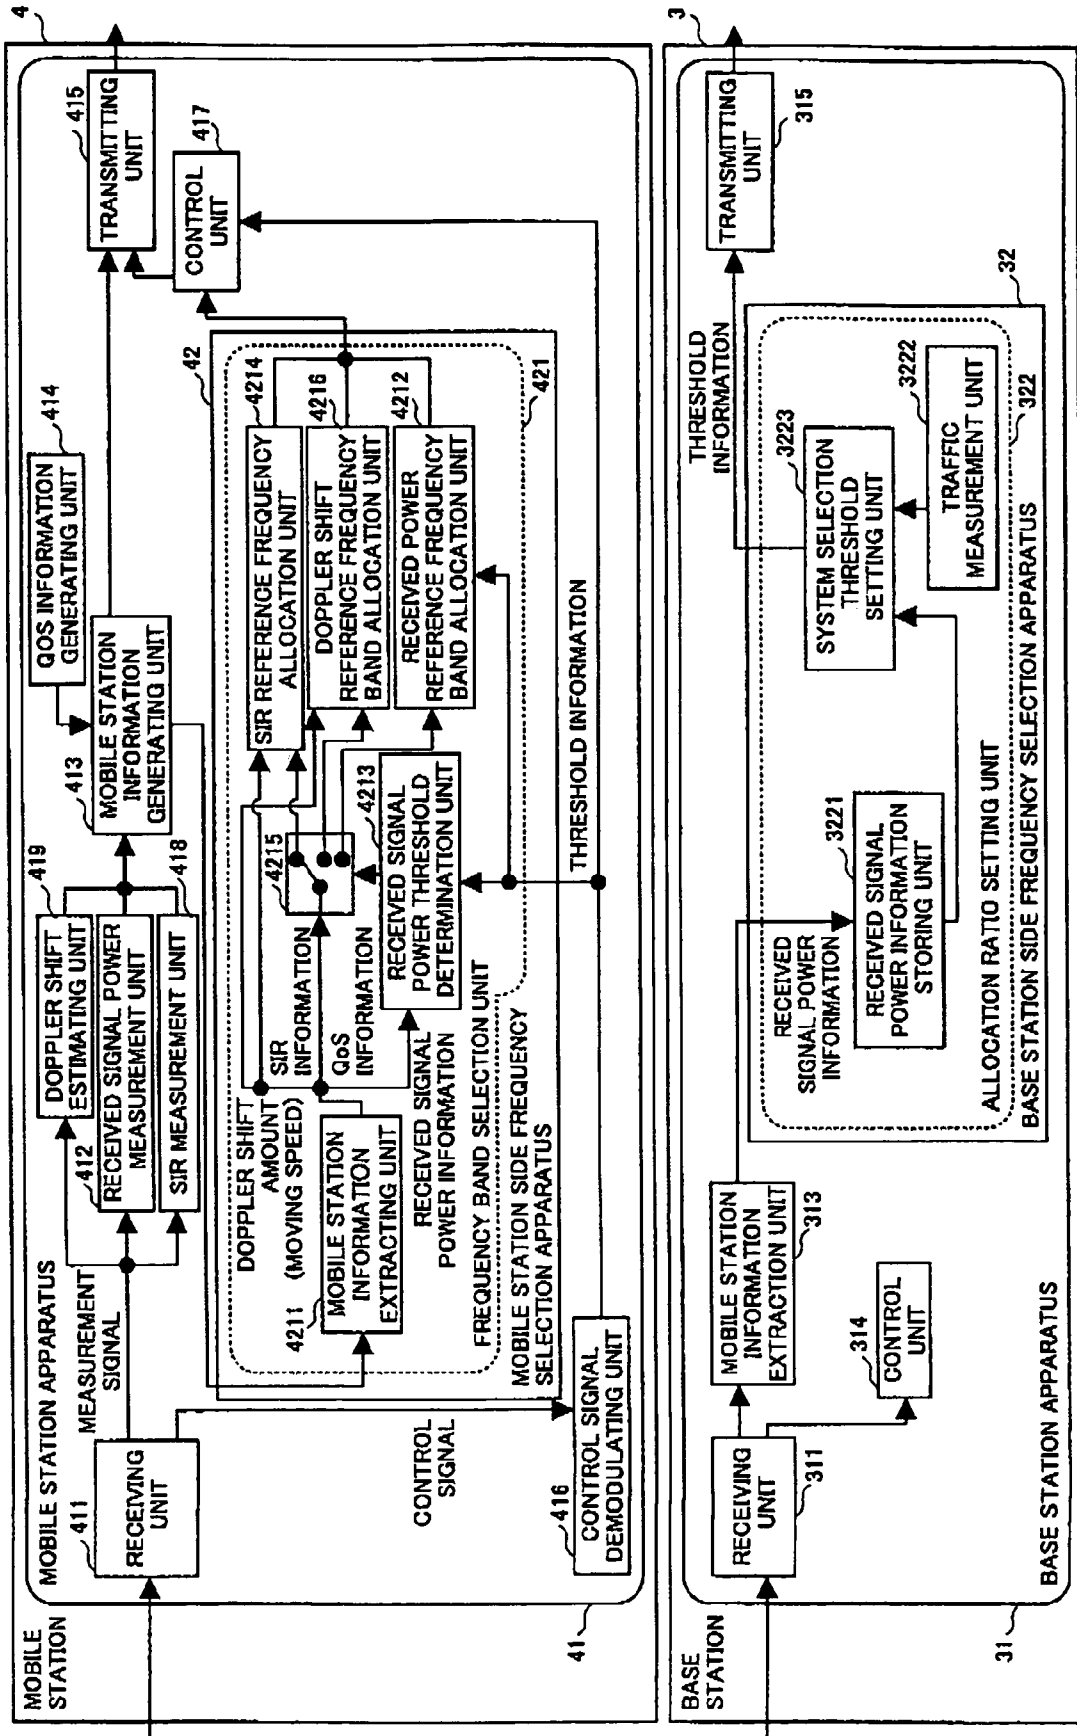 MOBILE
STATION
4
MOBILE STATION APPARATUS
41
411
RECEIVING
UNIT
MEASUREMENT
SIGNAL
CONTROL
SIGNAL
419
DOPPLER SHIFT
ESTIMATING UNIT
412
RECEIVED SIGNAL POWER
MEASUREMENT UNIT
418
SIR MEASUREMENT UNIT
413
MOBILE STATION
INFORMATION
GENERATING UNIT
414
QOS INFORMATION
GENERATING UNIT
415
TRANSMITTING
UNIT
417
CONTROL
UNIT
416
CONTROL SIGNAL
DEMODULATING UNIT
42
421
DOPPLER SHIFT
AMOUNT
(MOVING SPEED)
SIR
INFORMATION
QoS
INFORMATION
RECEIVED SIGNAL
POWER INFORMATION
4211
MOBILE STATION
INFORMATION
EXTRACTING UNIT
4215
4213
RECEIVED SIGNAL
POWER THRESHOLD
DETERMINATION UNIT
4214
SIR REFERENCE FREQUENCY
ALLOCATION UNIT
4216
DOPPLER SHIFT
REFERENCE FREQUENCY
BAND ALLOCATION UNIT
4212
RECEIVED POWER
REFERENCE FREQUENCY
BAND ALLOCATION UNIT
FREQUENCY BAND SELECTION UNIT
MOBILE STATION SIDE FREQUENCY
SELECTION APPARATUS
THRESHOLD INFORMATION
BASE
STATION
3
31
311
RECEIVING
UNIT
313
MOBILE STATION
INFORMATION
EXTRACTION UNIT
314
CONTROL
UNIT
315
TRANSMITTING
UNIT
THRESHOLD
INFORMATION
RECEIVED
SIGNAL POWER
INFORMATION
32
322
3221
RECEIVED SIGNAL
POWER INFORMATION
STORING UNIT
3223
SYSTEM SELECTION
THRESHOLD
SETTING UNIT
3222
TRAFFIC
MEASUREMENT UNIT
ALLOCATION RATIO SETTING UNIT
BASE STATION SIDE FREQUENCY SELECTION APPARATUS
BASE STATION APPARATUS